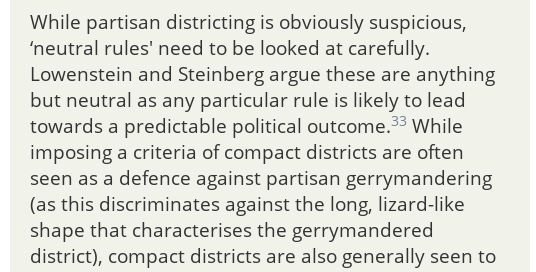 While partisan districting is obviously suspicious,
‘neutral rules' need to be looked at carefully.
Lowenstein and Steinberg argue these are anything
but neutral as any particular rule is likely to lead
towards a predictable political outcome.33 While
imposing a criteria of compact districts are often
seen as a defence against partisan gerrymandering
(as this discriminates against the long, lizard-like
shape that characterises the gerrymandered
district), compact districts are also generally seen to